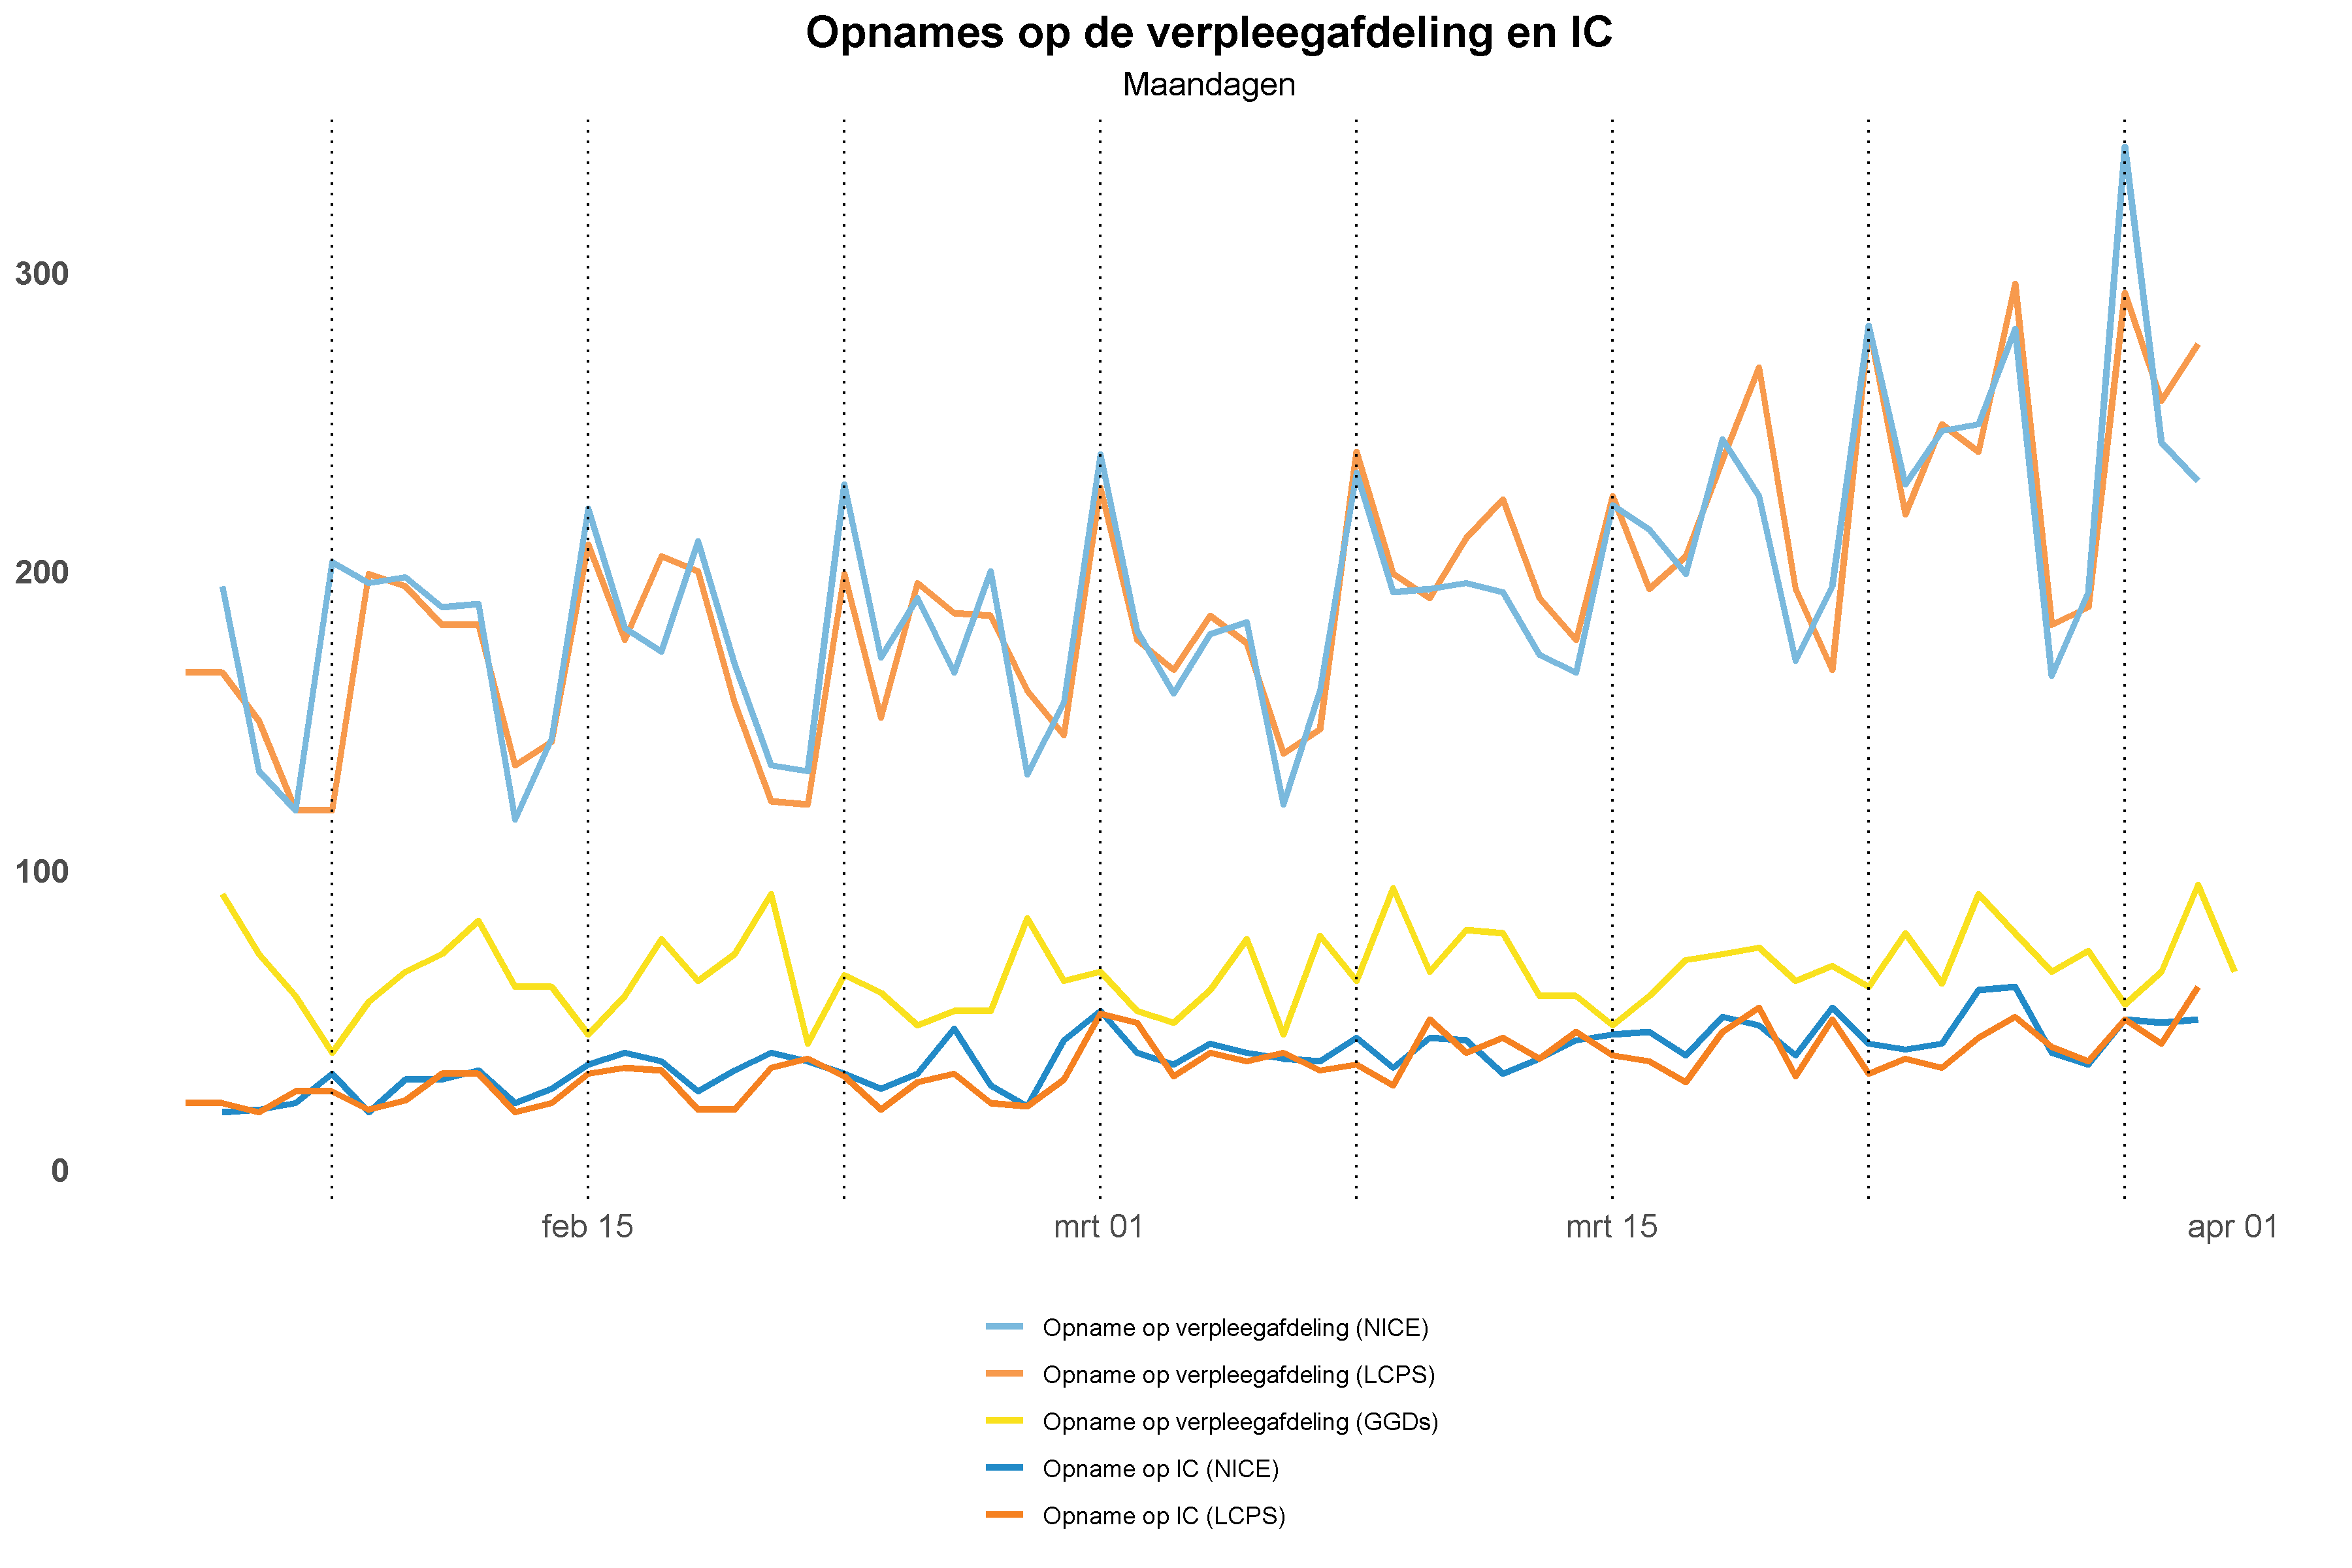 Opnames op de verpleegafdeling en IC
Maandagen
300
200
100
0
feb 15 mrt 01 mrt 15 apr 01
Opname op verpleegafdeling (NICE)
Opname op verpleegafdeling (LCPS)
Opname op verpleegafdeling (GGDs)
Opname op IC (NICE)
Opname op IC (LCPS)